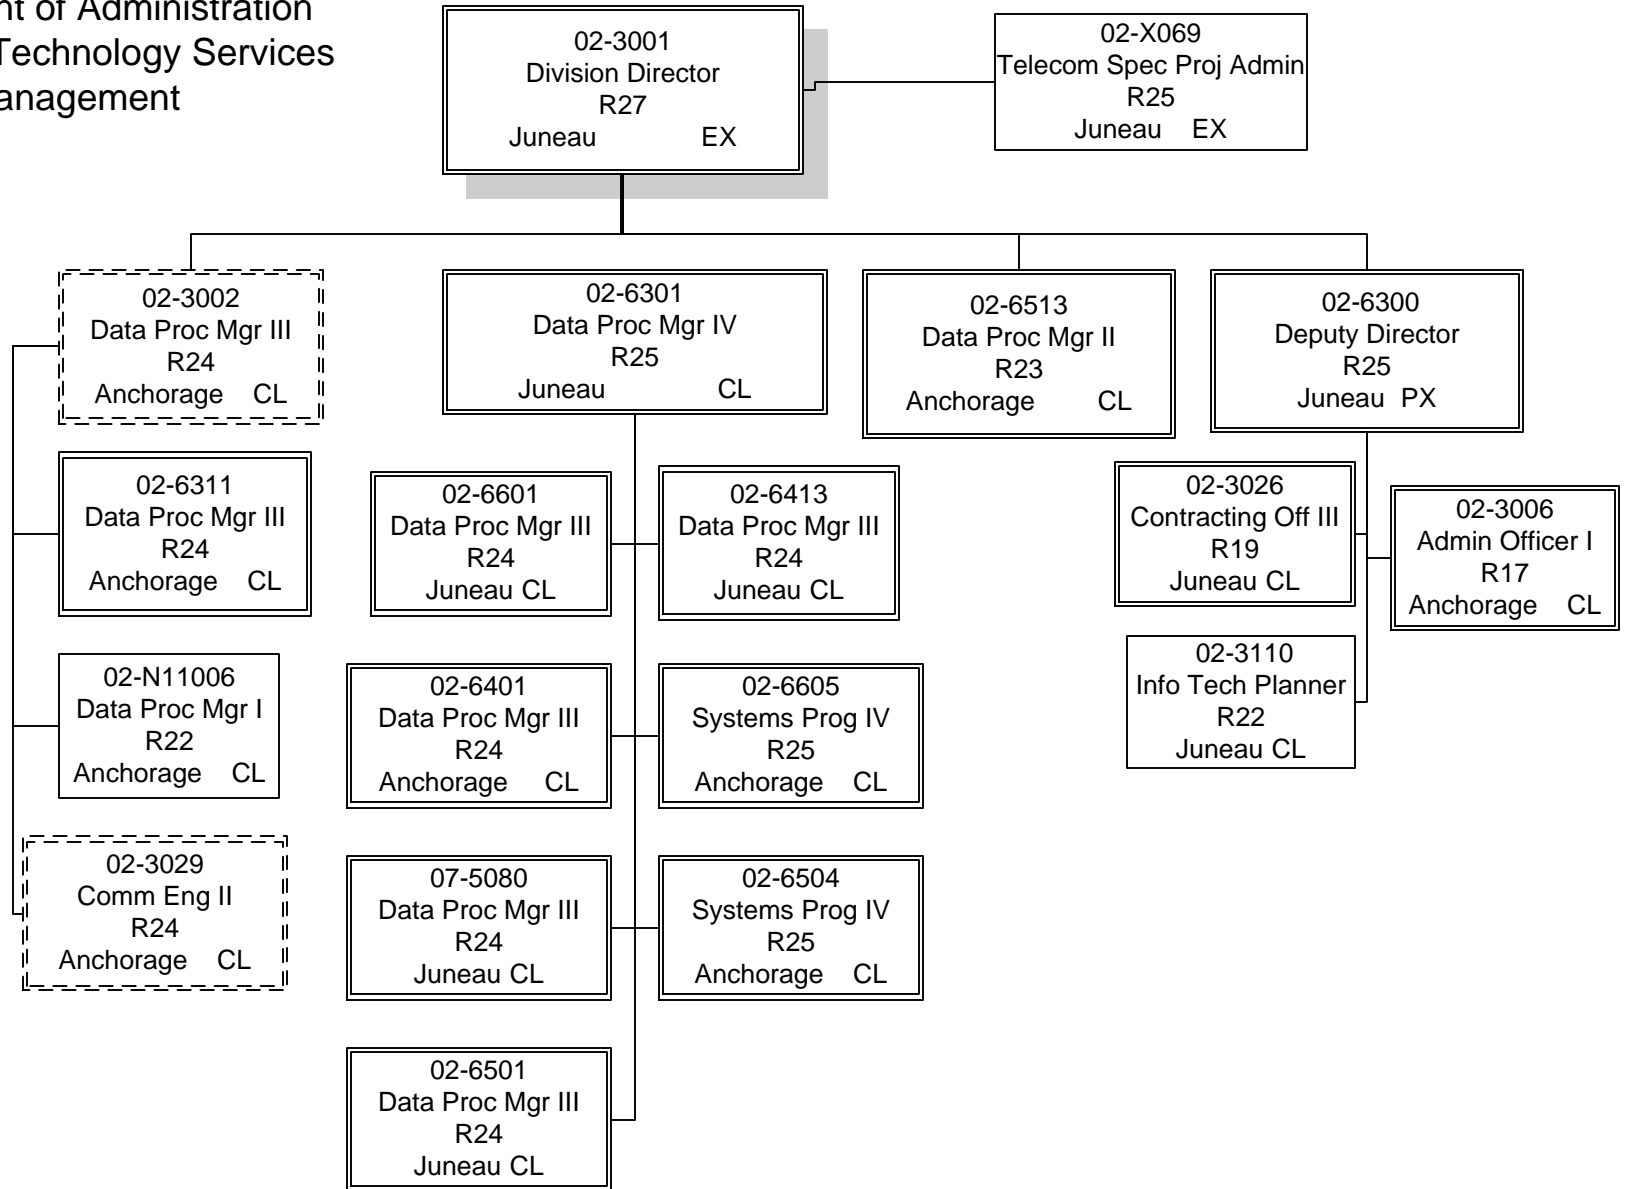 of Administration
Technology Services
02-3001
Division Director
R27
Juneau EX
02-X069
Telecom Spec Proj Admin
R25
Juneau EX
02-3002
Data Proc Mgr III
R24
Anchorage CL
02-6301
Data Proc Mgr IV
R25
Juneau CL
02-6513
Data Proc Mgr II
R23
Anchorage CL
02-6300
Deputy Director
R25
Juneau PX
02-6311
Data Proc Mgr III
R24
Anchorage CL
02-N11006
Data Proc Mgr I
R22
Anchorage CL
02-3029
Comm Eng II
R24
Anchorage CL
02-6601
Data Proc Mgr III
R24
Juneau CL
02-6413
Data Proc Mgr III
R24
Juneau CL
02-6401
Data Proc Mgr III
R24
Anchorage CL
02-6605
Systems Prog IV
R25
Anchorage CL
07-5080
Data Proc Mgr III
R24
Juneau CL
02-6504
Systems Prog IV
R25
Anchorage CL
02-6501
Data Proc Mgr III
R24
Juneau CL
02-3026
Contracting Off III
R19
Juneau CL
02-3006
Admin Officer I
R17
Anchorage CL
02-3110
Info Tech Planner
R22
Juneau CL